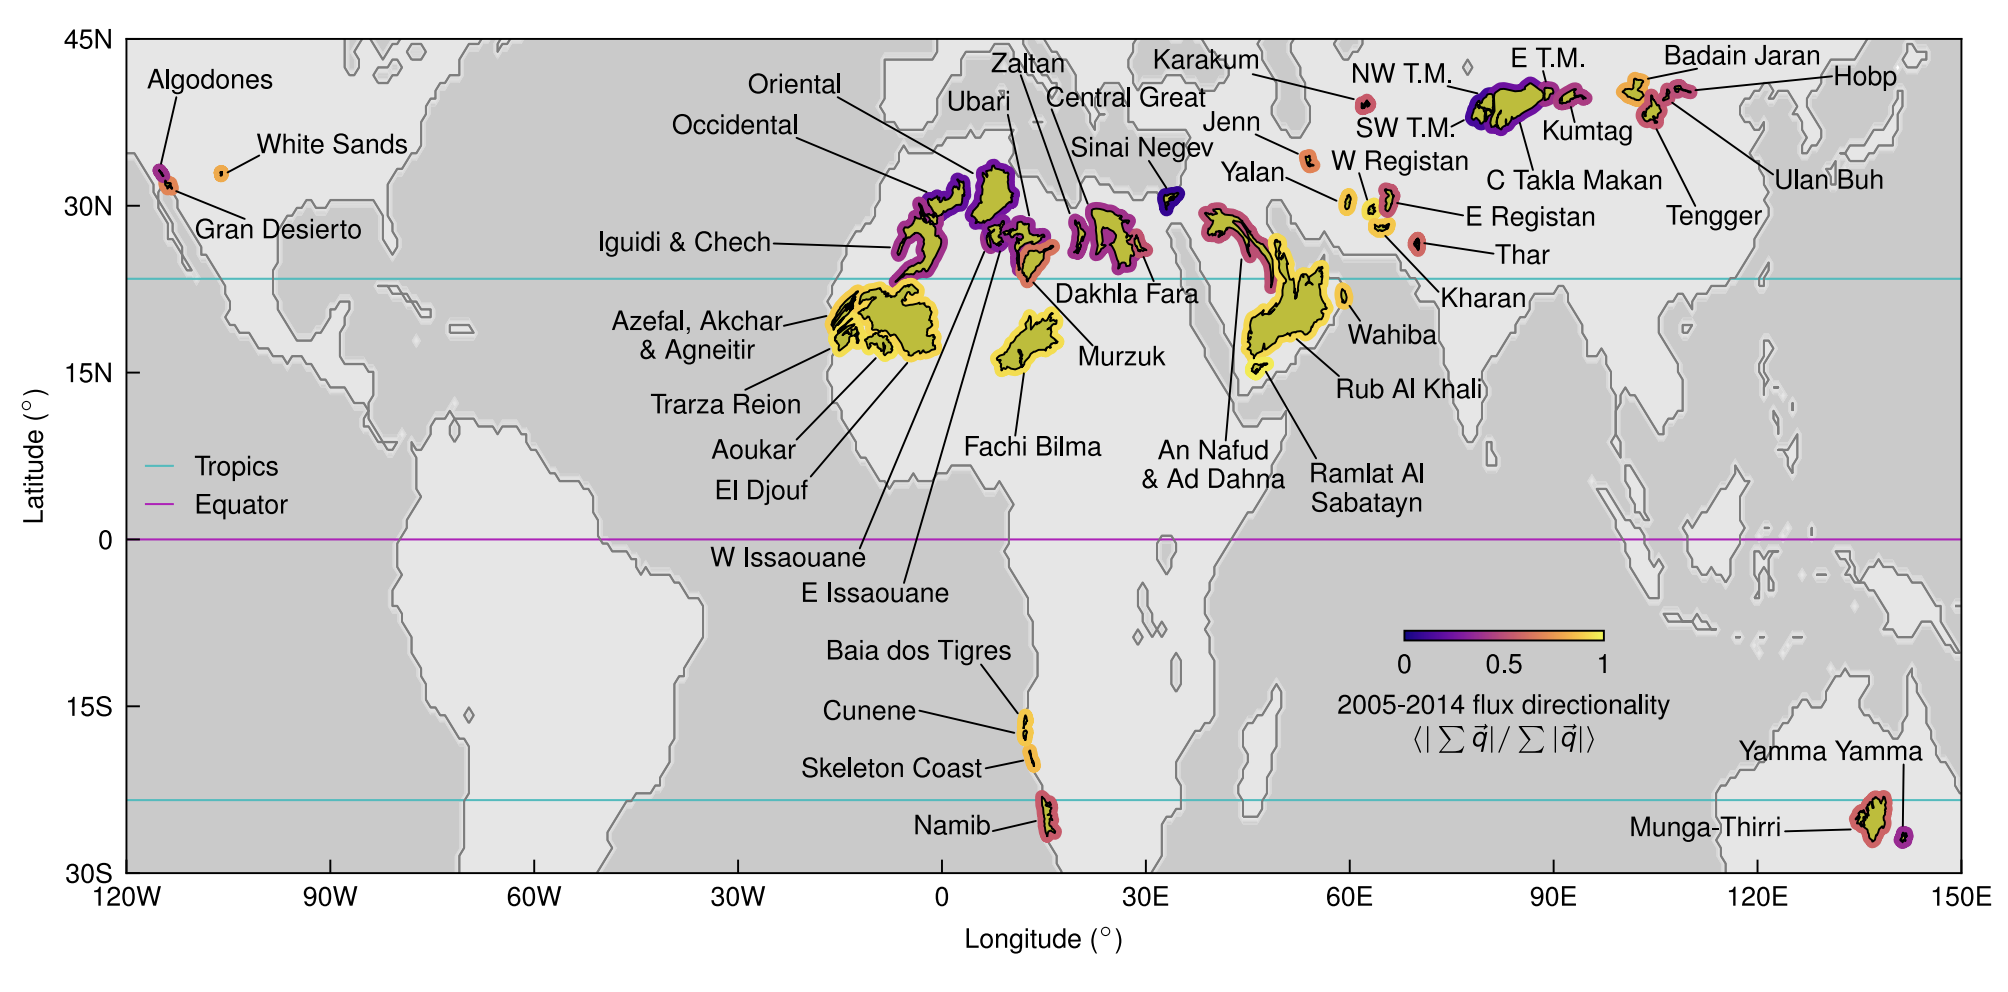 45N
30N
15N
0
15S
30S
Latitude (°)
120W
90W
60W
30W
0
30E
60E
90E
120E
150E
Longitude (°)
Algodones
White Sands
Gran Desierto
Tropics
Equator
Oriental
Occidental
Iguidi & Chech
Azefal, Akchar
& Agneitir
Trarza Reion
Aoukar
El Djouf
W Issaouane
E Issaouane
Zaltan
Ubari
Central Great
Sinai Negev
Dakhla Fara
Murzuk
Fachi Bilma
An Nafud
& Ad Dahna
Ramlat Al
Sabatayn
Rub Al Khali
Wahiba
Kharan
Thar
E Registan
W Registan
Yalan
Jenn
Karakum
NW T.M.
SW T.M.
E T.M.
C Takla Makan
Kumtag
Badain Jaran
Hobp
Ulan Buh
Tengger
Baia dos Tigres
Cunene
Skeleton Coast
Namib
0
0.5
1
2005-2014 flux directionality
⟨| ∑ q⃗ | / ∑ |q⃗|⟩
Yamma Yamma
Munga-Thirri